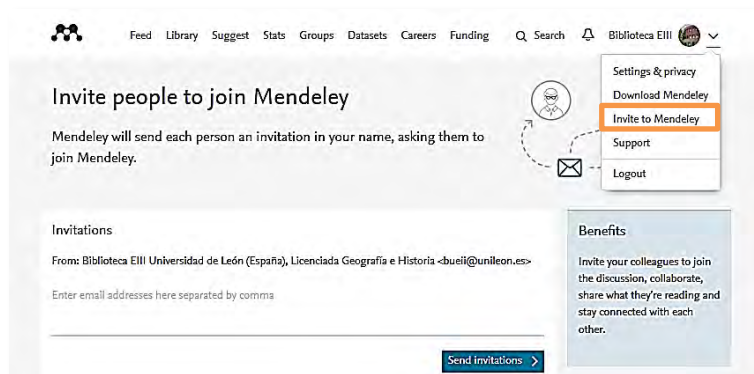 Feed Library Suggest Stats Groups Datasets Careers Funding Search Biblioteca EIII
Settings & privacy
Download Mendeley
Invite to Mendeley
Support
Logout
Invite people to join Mendeley
Mendeley will send each person an invitation in your name, asking them to
join Mendeley.
Invitations
From: Biblioteca EIII Universidad de León (España), Licenciada Geografía e Historia <bueii@unileon.es>
Enter email addresses here separated by comma
Send invitations
Benefits
Invite your colleagues to join
the discussion, collaborate,
share what they're reading and
stay connected with each
other.